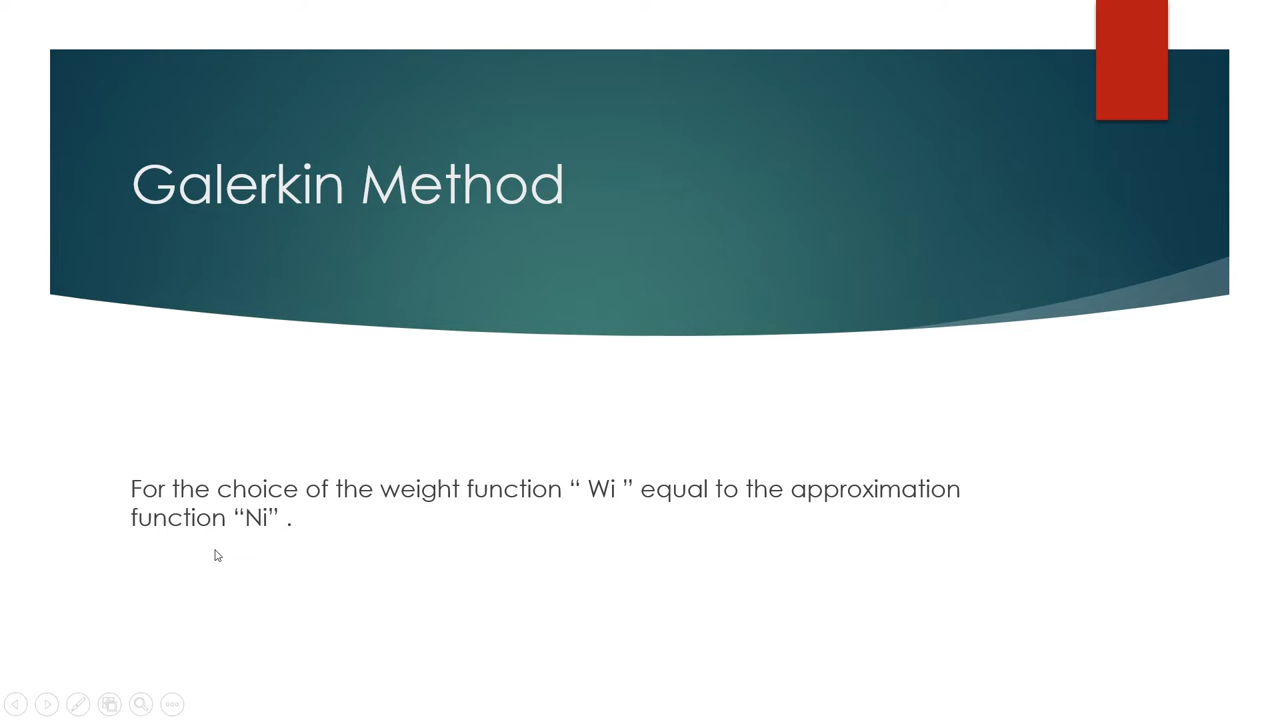 Galerkin Method
For the choice of the weight function “ Wi ” equal to the approximation
function “Ni” .